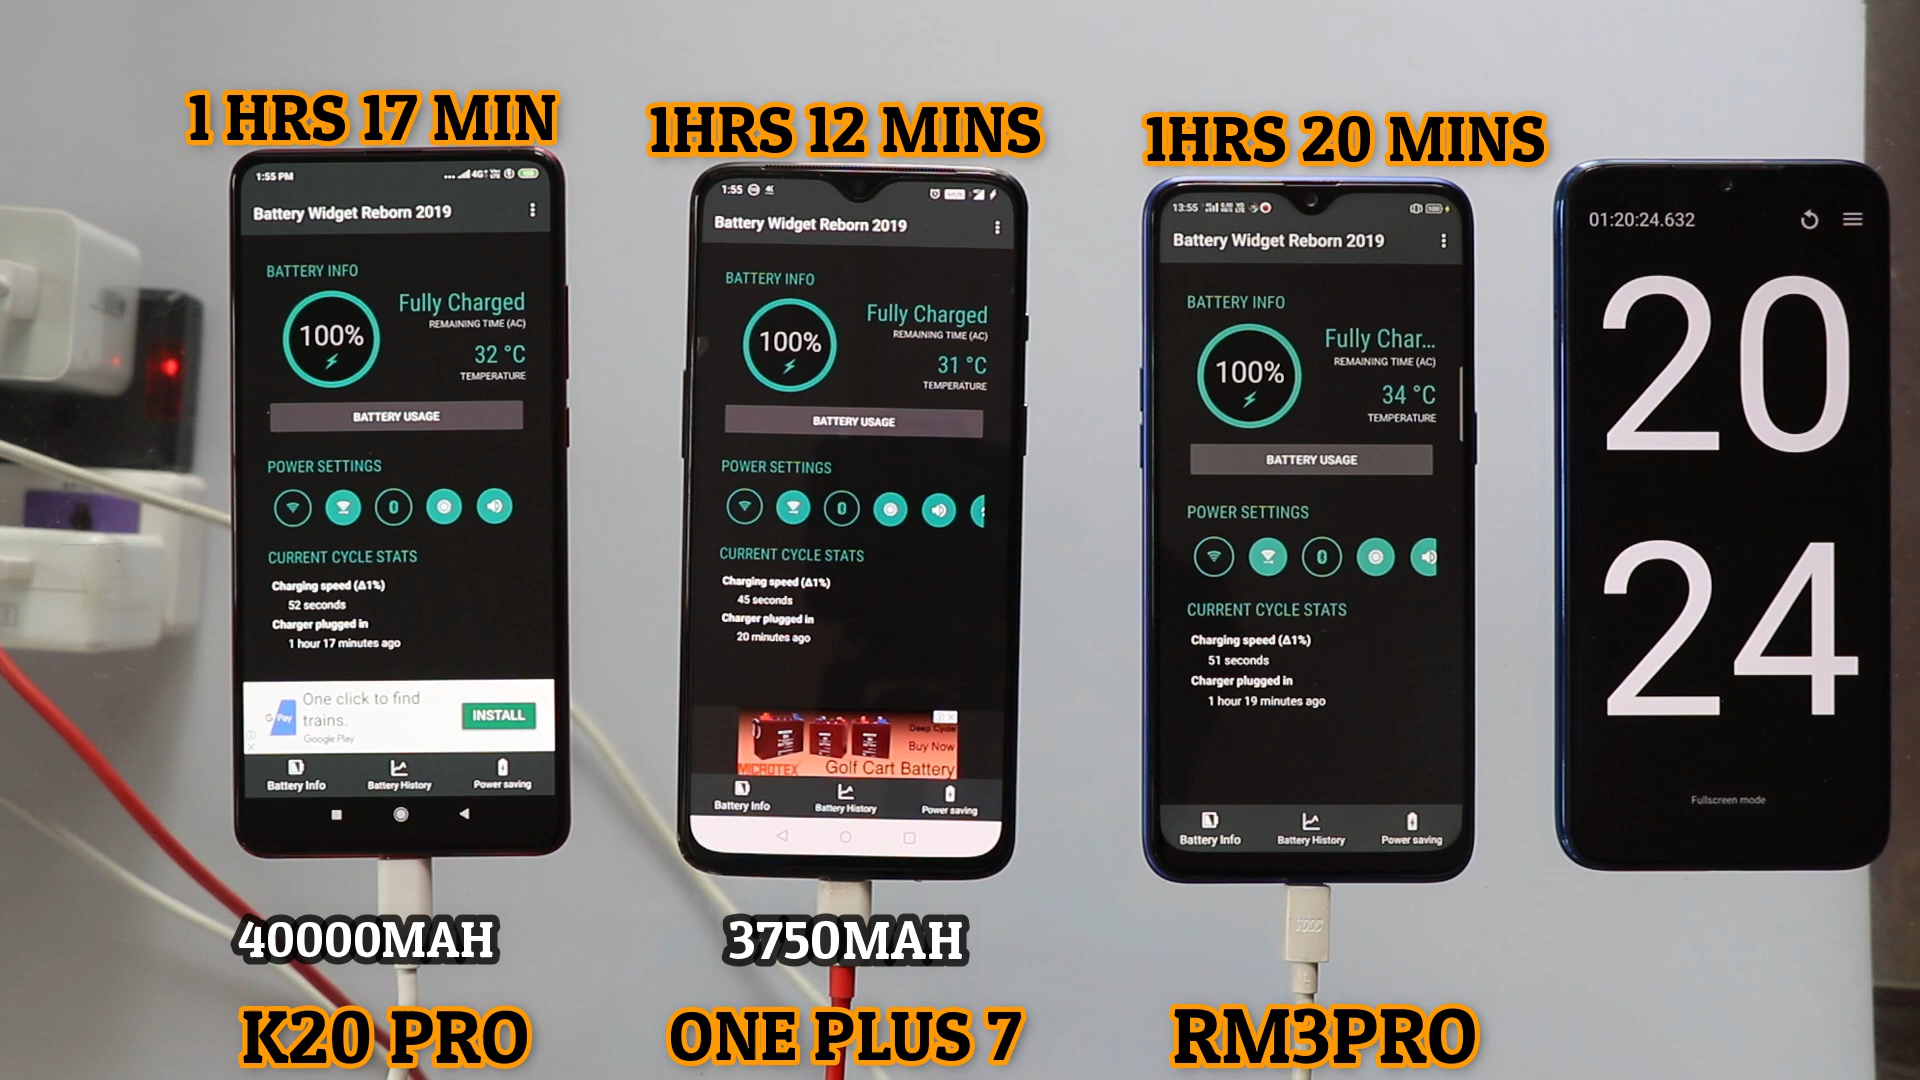 1 HRS 17 MIN
1HRS 12 MINS
1HRS 20 MINS
1:55 PM
4G+
Battery Widget Reborn 2019
BATTERY INFO
100%
Fully Charged
REMAINING TIME (AC)
32 °C
TEMPERATURE
BATTERY USAGE
POWER SETTINGS
CURRENT CYCLE STATS
Charging speed (Δ1%)
52 seconds
Charger plugged in
1 hour 17 minutes ago
G Pay
One click to find
trains.
Google Play
INSTALL
Battery Info
Battery History
Power saving
1:55
Battery Widget Reborn 2019
BATTERY INFO
100%
Fully Charged
REMAINING TIME (AC)
31 °C
TEMPERATURE
BATTERY USAGE
POWER SETTINGS
CURRENT CYCLE STATS
Charging speed (Δ1%)
45 seconds
Charger plugged in
20 minutes ago
Deep Cycle
Buy Now
MICROTEX
Golf Cart Battery
Battery Info
Battery History
Power saving
13:55
100
Battery Widget Reborn 2019
BATTERY INFO
100%
Fully Char...
REMAINING TIME (AC)
34 °C
TEMPERATURE
BATTERY USAGE
POWER SETTINGS
CURRENT CYCLE STATS
Charging speed (Δ1%)
51 seconds
Charger plugged in
1 hour 19 minutes ago
Battery Info
Battery History
Power saving
01:20:24.632
20
24
Fullscreen mode
40000MAH
3750MAH
VOOC
K20 PRO
ONE PLUS 7
RM3PRO